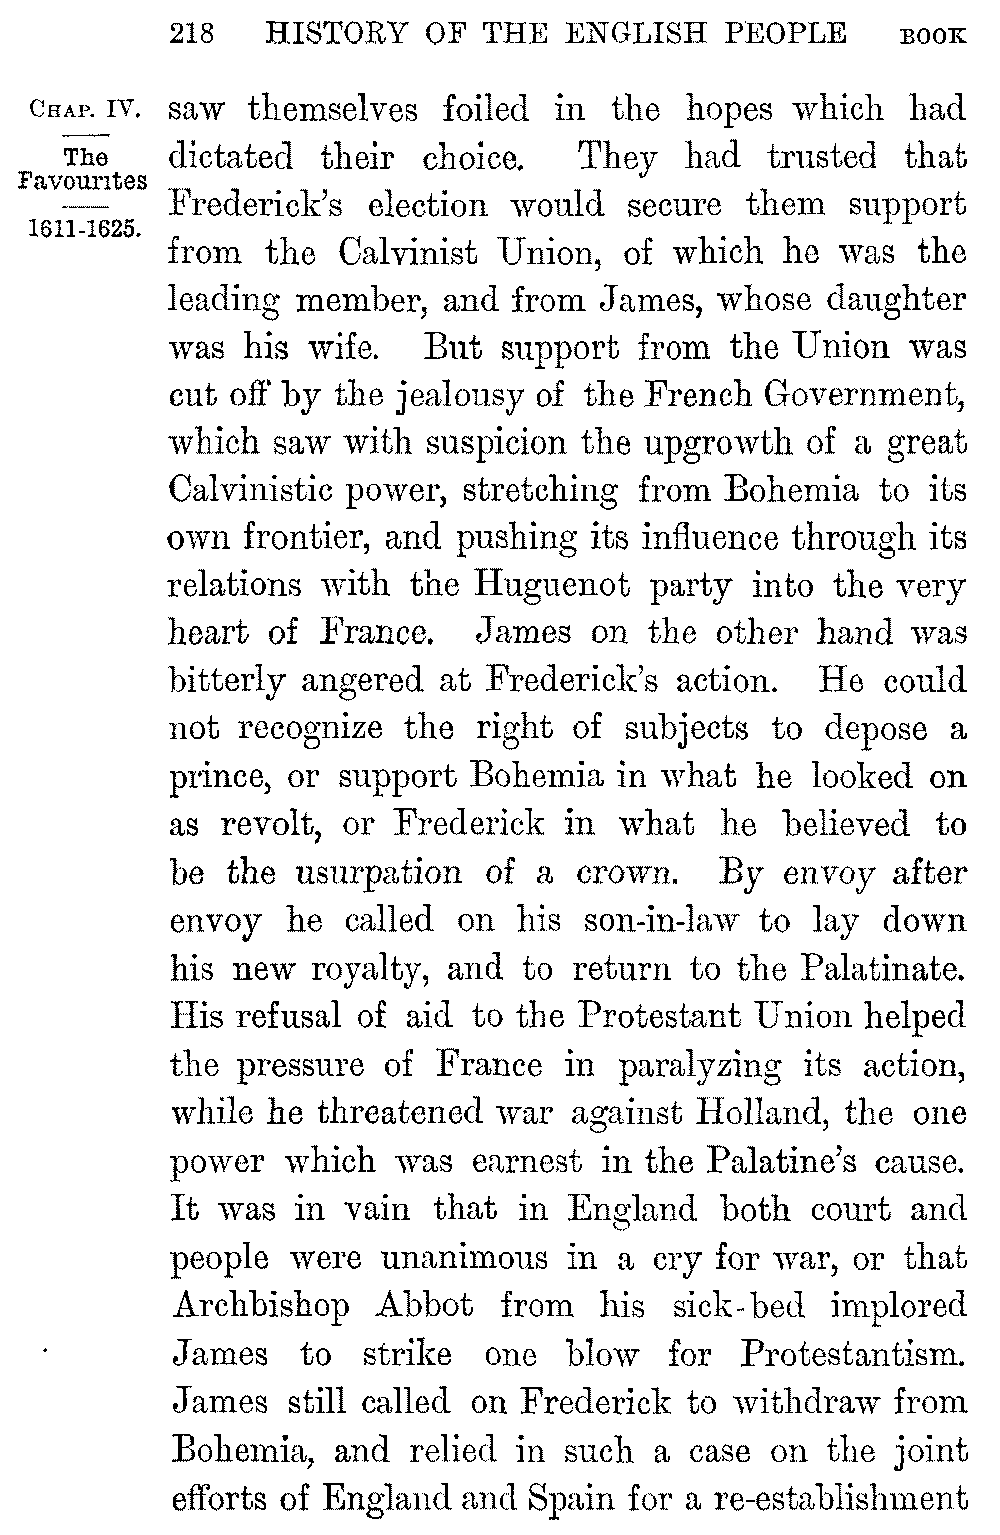 218 HISTORY OF THE ENGLISH PEOPLE BOOK
CHAP. IV.
The
Favourites
1611-1625.
saw themselves foiled in the hopes which had
dictated their choice. They had trusted that
Frederick's election would secure them support
from the Calvinist Union, of which he was the
leading member, and from James, whose daughter
was his wife. But support from the Union was
cut off by the jealousy of the French Government,
which saw with suspicion the upgrowth of a great
Calvinistic power, stretching from Bohemia to its
own frontier, and pushing its influence through its
relations with the Huguenot party into the very
heart of France. James on the other hand was
bitterly angered at Frederick's action. He could
not recognize the right of subjects to depose a
prince, or support Bohemia in what he looked on
as revolt, or Frederick in what he believed to
be the usurpation of a crown. By envoy after
envoy he called on his son-in-law to lay down
his new royalty, and to return to the Palatinate.
His refusal of aid to the Protestant Union helped
the pressure of France in paralyzing its action,
while he threatened war against Holland, the one
power which was earnest in the Palatine's cause.
It was in vain that in England both court and
people were unanimous in a cry for war, or that
Archbishop Abbot from his sick-bed implored
James to strike one blow for Protestantism.
James still called on Frederick to withdraw from
Bohemia, and relied in such a case on the joint
efforts of England and Spain for a re-establishment